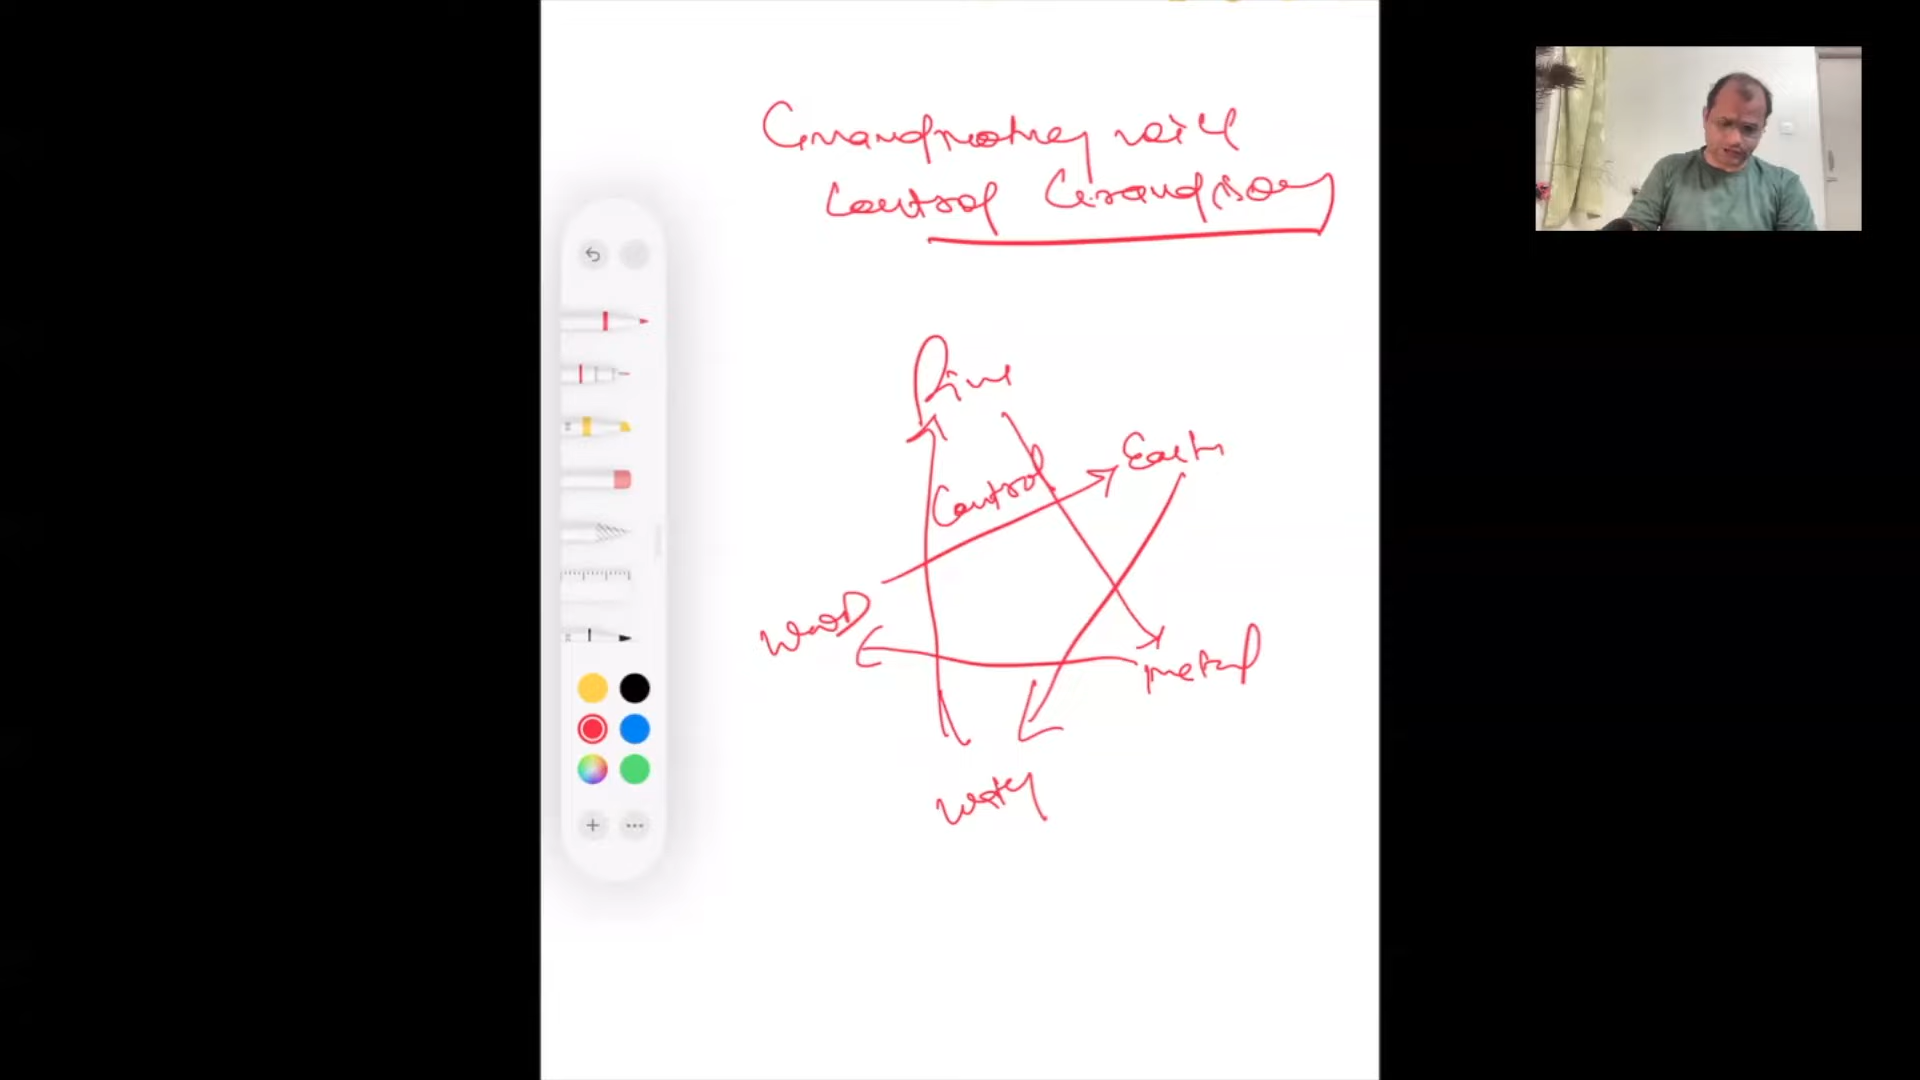 Grandmother will
Control Grandson
Fire
Earth
Control
Wood
metal
water